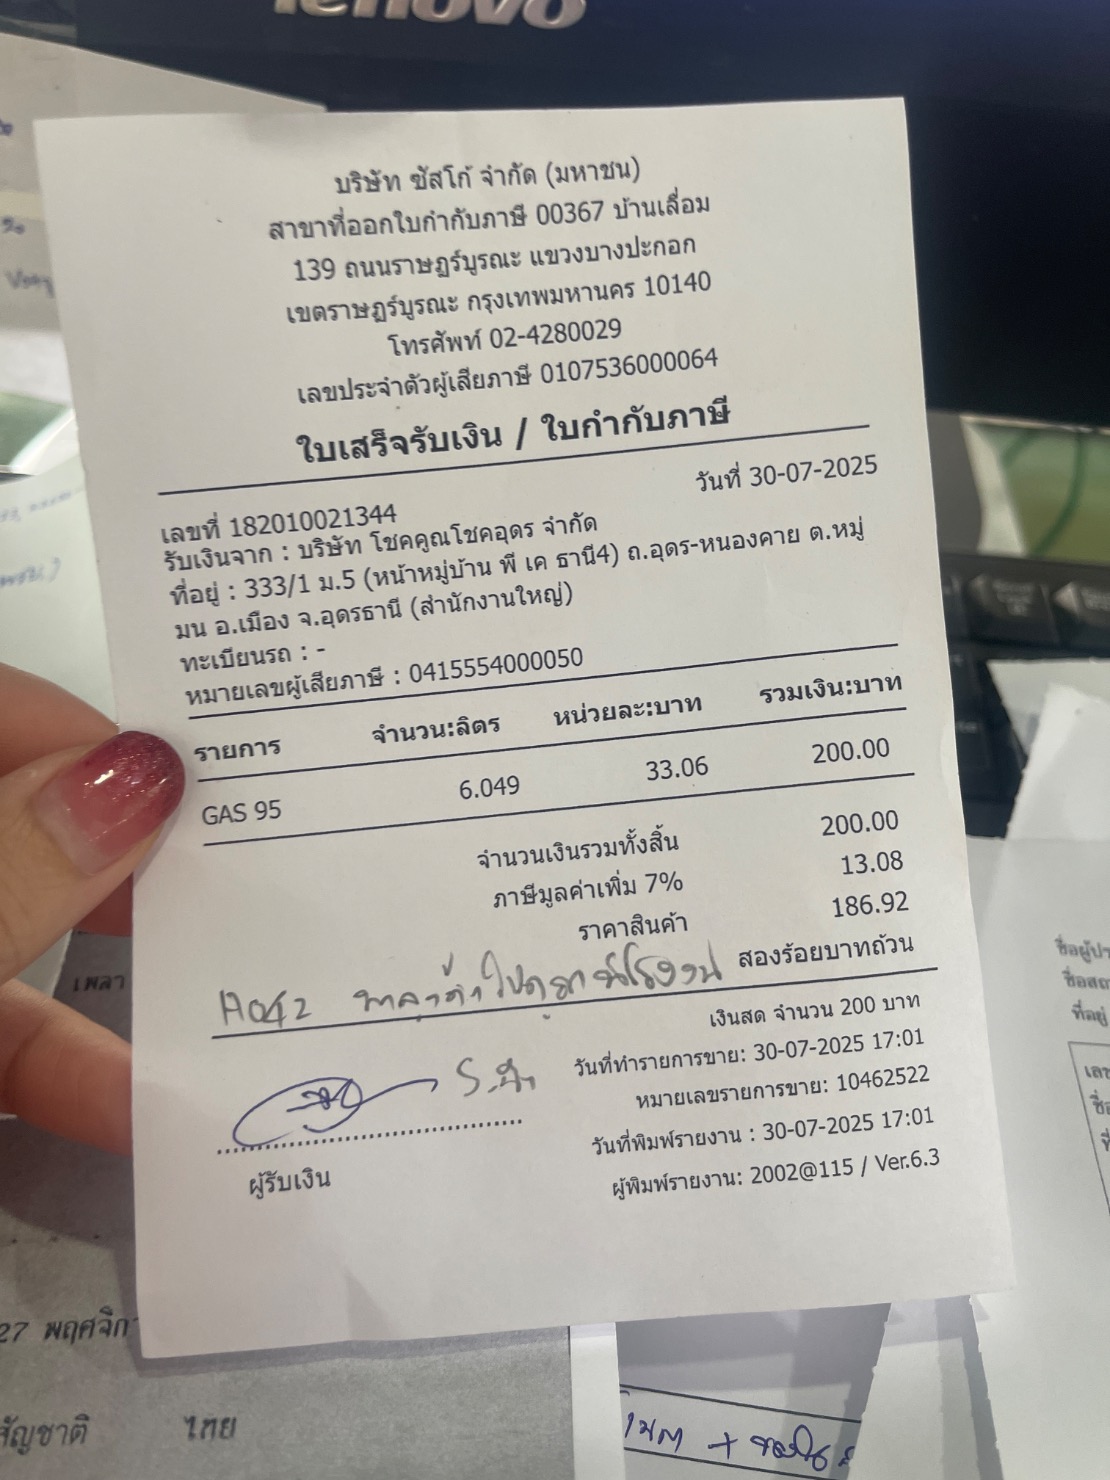 lenovo
บริษัท ซัสโก้ จำกัด (มหาชน)
สาขาที่ออกใบกำกับภาษี 00367 บ้านเลื่อม
139 ถนนราษฎร์บูรณะ แขวงบางปะกอก
เขตราษฎร์บูรณะ กรุงเทพมหานคร 10140
โทรศัพท์ 02-4280029
เลขประจำตัวผู้เสียภาษี 0107536000064
ใบเสร็จรับเงิน / ใบกำกับภาษี
วันที่ 30-07-2025
เลขที่ 182010021344
รับเงินจาก : บริษัท โชคคูณโชคอุดร จำกัด
ที่อยู่ : 333/1 ม.5 (หน้าหมู่บ้าน พี เค ธานี4) ถ.อุดร-หนองคาย ต.หมู่
มน อ.เมือง จ.อุดรธานี (สำนักงานใหญ่)
ทะเบียนรถ : -
หมายเลขผู้เสียภาษี : 0415554000050
รายการ จำนวน:ลิตร หน่วยละ:บาท รวมเงิน:บาท
GAS 95 6.049 33.06 200.00
จำนวนเงินรวมทั้งสิ้น 200.00
ภาษีมูลค่าเพิ่ม 7% 13.08
ราคาสินค้า 186.92
สองร้อยบาทถ้วน
พาลูกค้าไปดู
เงินสด จำนวน 200 บาท
วันที่ทำรายการขาย: 30-07-2025 17:01
หมายเลขรายการขาย: 10462522
วันที่พิมพ์รายงาน : 30-07-2025 17:01
ผู้พิมพ์รายงาน: 2002@115 / Ver.6.3
ผู้รับเงิน
เพลา
27 พฤศจิกา
สัญชาติ ไทย
ที่อยู่